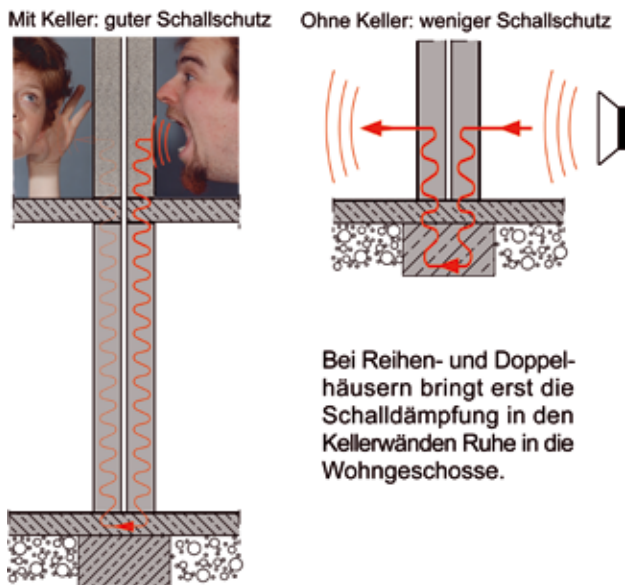 Mit Keller: guter Schallschutz
Ohne Keller: weniger Schallschutz
Bei Reihen- und Doppel-
häusern bringt erst die
Schalldämpfung in den
Kellerwänden Ruhe in die
Wohngeschosse.